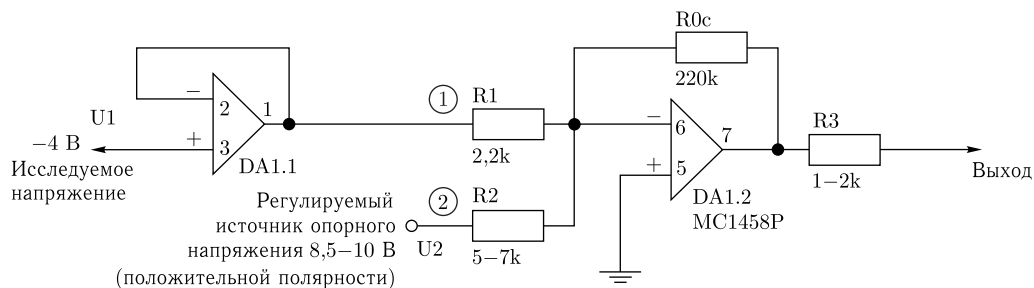 R0c
220k
1
R1
2,2k
U1
−4 В
Исследуемое
напряжение
−
2
1
+
3
DA1.1
−
6
7
+
5
DA1.2
MC1458P
R3
1−2k
Выход
Регулируемый
источник опорного
напряжения 8,5−10 В
(положительной полярности)
2
R2
U2
5−7k